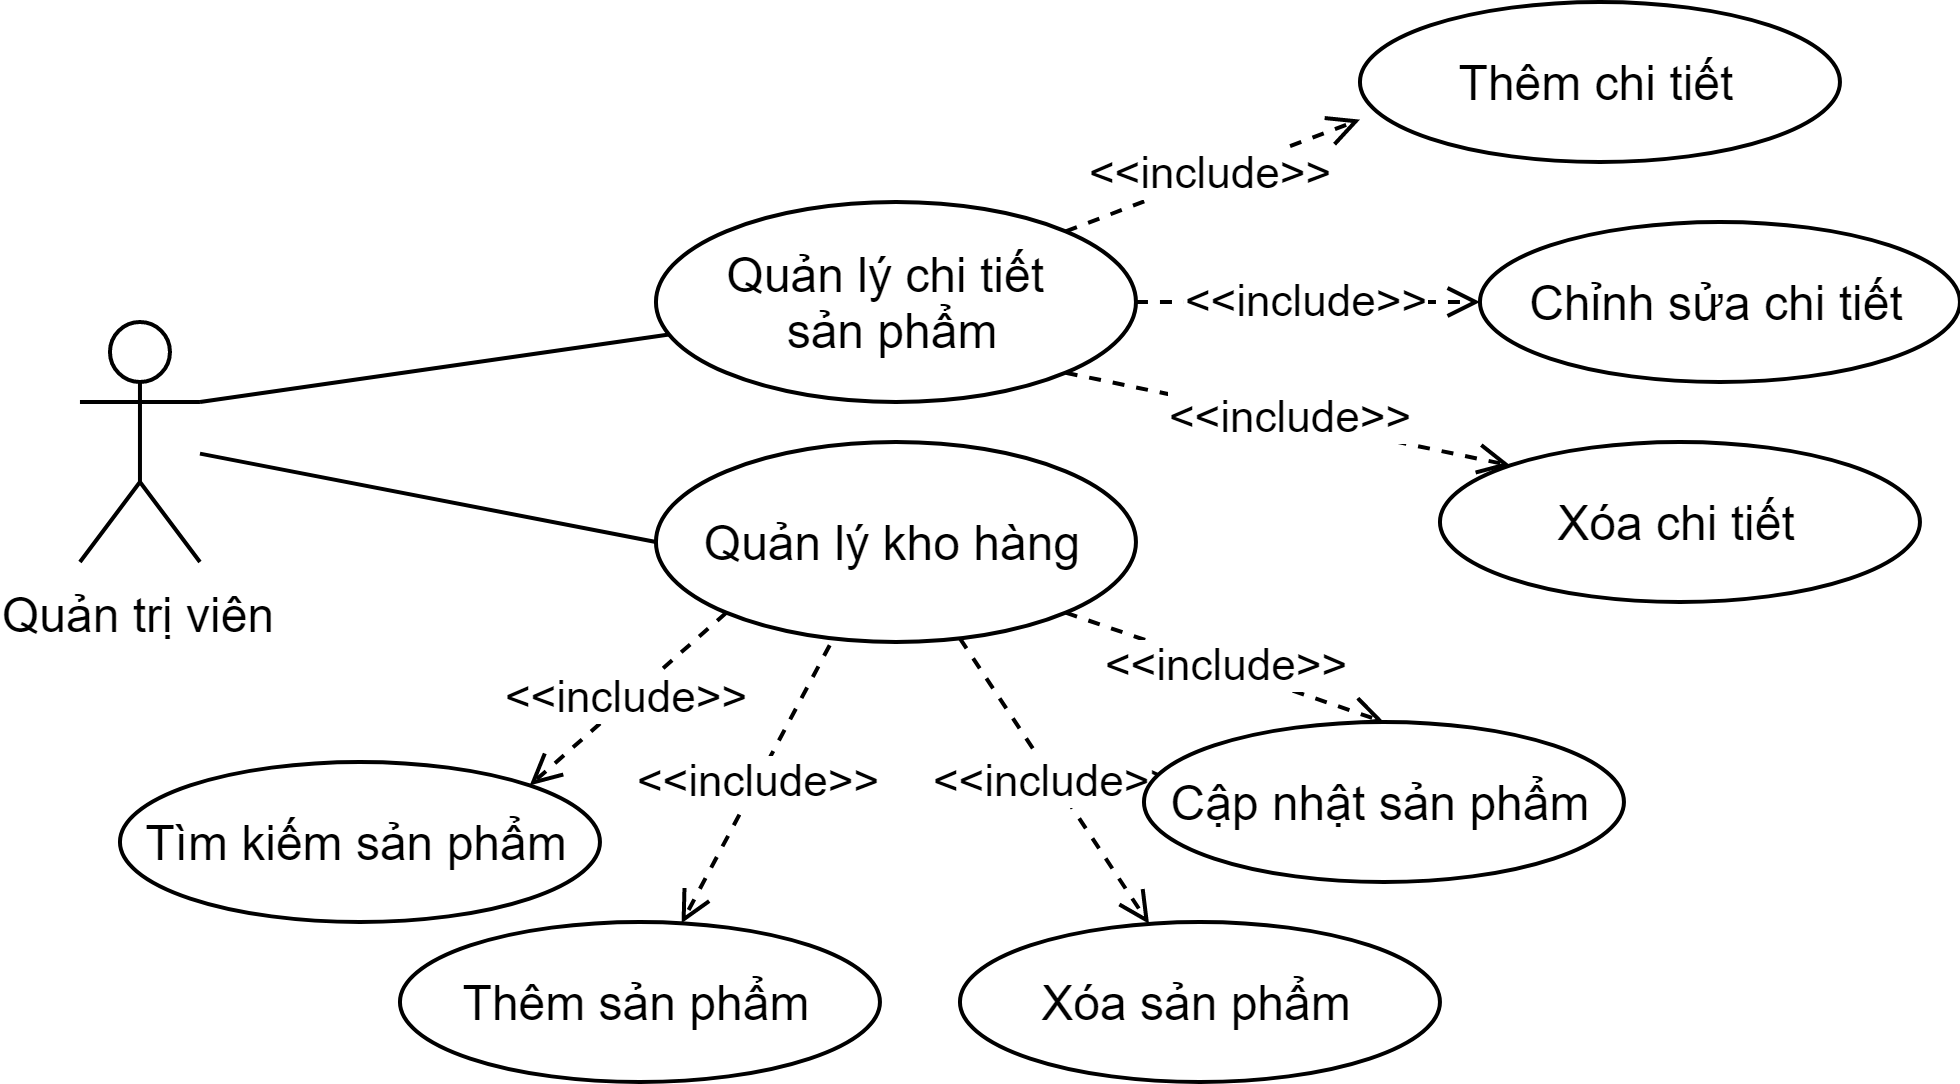 Thêm chi tiết
<<include>>
Quản lý chi tiết
sản phẩm
<<include>>
Chỉnh sửa chi tiết
<<include>>
Xóa chi tiết
Quản lý kho hàng
Quản trị viên
<<include>>
<<include>>
<<include>>
<<include>
Cập nhật sản phẩm
Tìm kiếm sản phẩm
Thêm sản phẩm
Xóa sản phẩm